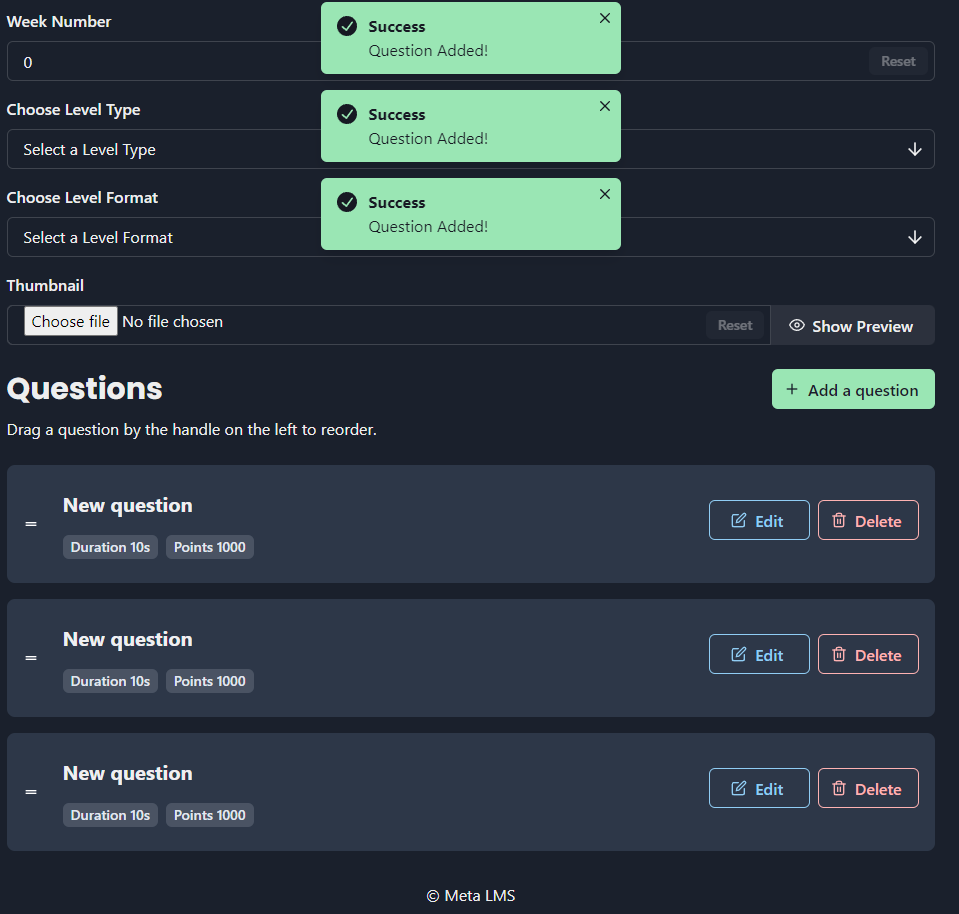 Week Number
Success
Question Added!
0
Reset
Choose Level Type
Success
Question Added!
Select a Level Type
Choose Level Format
Success
Question Added!
Select a Level Format
Thumbnail
Choose file No file chosen
Reset
Show Preview
Questions
+ Add a question
Drag a question by the handle on the left to reorder.
New question
= Edit Delete
Duration 10s Points 1000
New question
= Edit Delete
Duration 10s Points 1000
New question
= Edit Delete
Duration 10s Points 1000
© Meta LMS